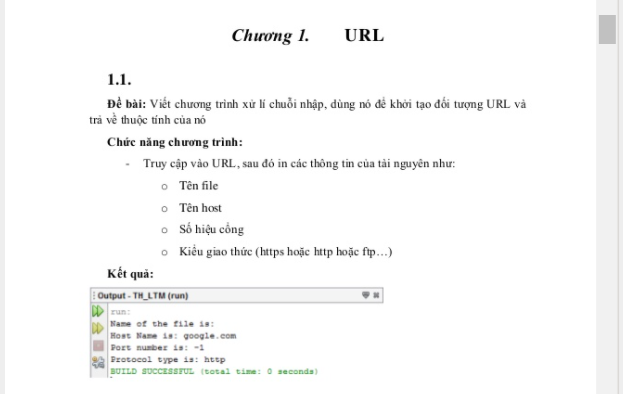 Chương 1. URL
1.1.
Đề bài: Viết chương trình xử lí chuỗi nhập, dùng nó để khởi tạo đối tượng URL và
trả về thuộc tính của nó
Chức năng chương trình:
- Truy cập vào URL, sau đó in các thông tin của tài nguyên như:
o Tên file
o Tên host
o Số hiệu cổng
o Kiểu giao thức (https hoặc http hoặc ftp…)
Kết quả:
Output - TH_LTM (run)
run:
Name of the file is:
Host Name is: google.com
Port number is: -1
Protocol type is: http
BUILD SUCCESSFUL (total time: 0 seconds)